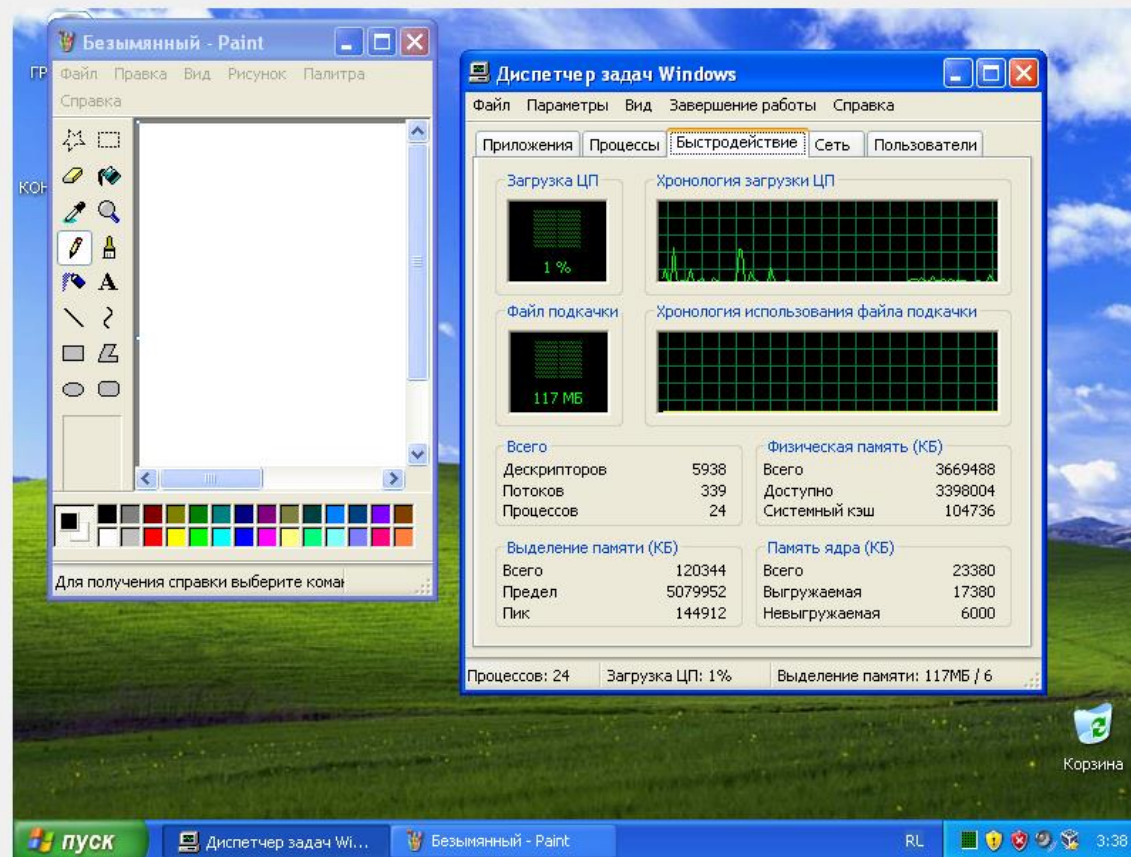 Безымянный - Paint
Файл Правка Вид Рисунок Палитра
Справка
A
Для получения справки выберите коман
ГР
КОН
Диспетчер задач Windows
Файл Параметры Вид Завершение работы Справка
Приложения Процессы Быстродействие Сеть Пользователи
Загрузка ЦП
1 %
Хронология загрузки ЦП
Файл подкачки
117 МБ
Хронология использования файла подкачки
Всего
Дескрипторов 5938
Потоков 339
Процессов 24
Физическая память (КБ)
Всего 3669488
Доступно 3398004
Системный кэш 104736
Выделение памяти (КБ)
Всего 120344
Предел 5079952
Пик 144912
Память ядра (КБ)
Всего 23380
Выгружаемая 17380
Невыгружаемая 6000
Процессов: 24 Загрузка ЦП: 1% Выделение памяти: 117МБ / 6
Корзина
пуск Диспетчер задач Wi... Безымянный - Paint RL 3:38